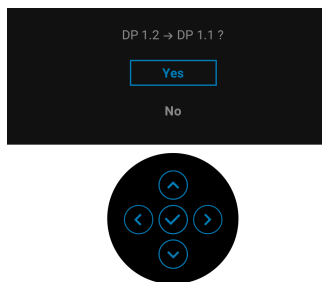 DP 1.2 → DP 1.1 ?
Yes
No